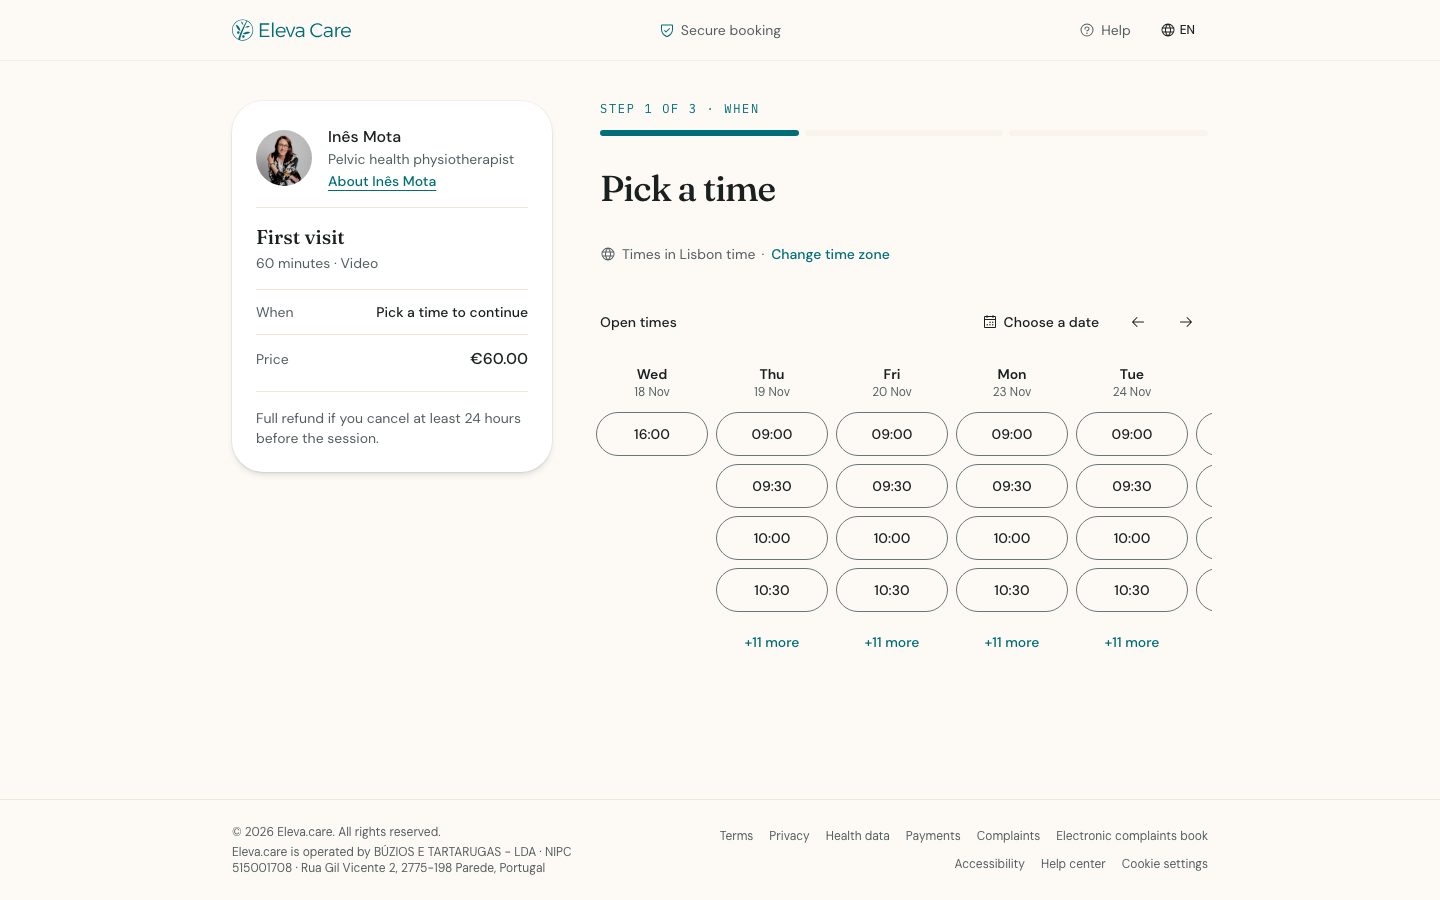 Eleva Care
Secure booking
Help
EN
Inês Mota
Pelvic health physiotherapist
About Inês Mota
First visit
60 minutes · Video
When
Pick a time to continue
Price
€60.00
Full refund if you cancel at least 24 hours
before the session.
STEP 1 OF 3 · WHEN
Pick a time
Times in Lisbon time · Change time zone
Open times
Choose a date
Wed Thu Fri Mon Tue
18 Nov 19 Nov 20 Nov 23 Nov 24 Nov
16:00 09:00 09:00 09:00 09:00
09:30 09:30 09:30 09:30
10:00 10:00 10:00 10:00
10:30 10:30 10:30 10:30
+11 more +11 more +11 more +11 more
© 2026 Eleva.care. All rights reserved.
Eleva.care is operated by BÚZIOS E TARTARUGAS - LDA · NIPC
515001708 · Rua Gil Vicente 2, 2775-198 Parede, Portugal
Terms Privacy Health data Payments Complaints Electronic complaints book
Accessibility Help center Cookie settings